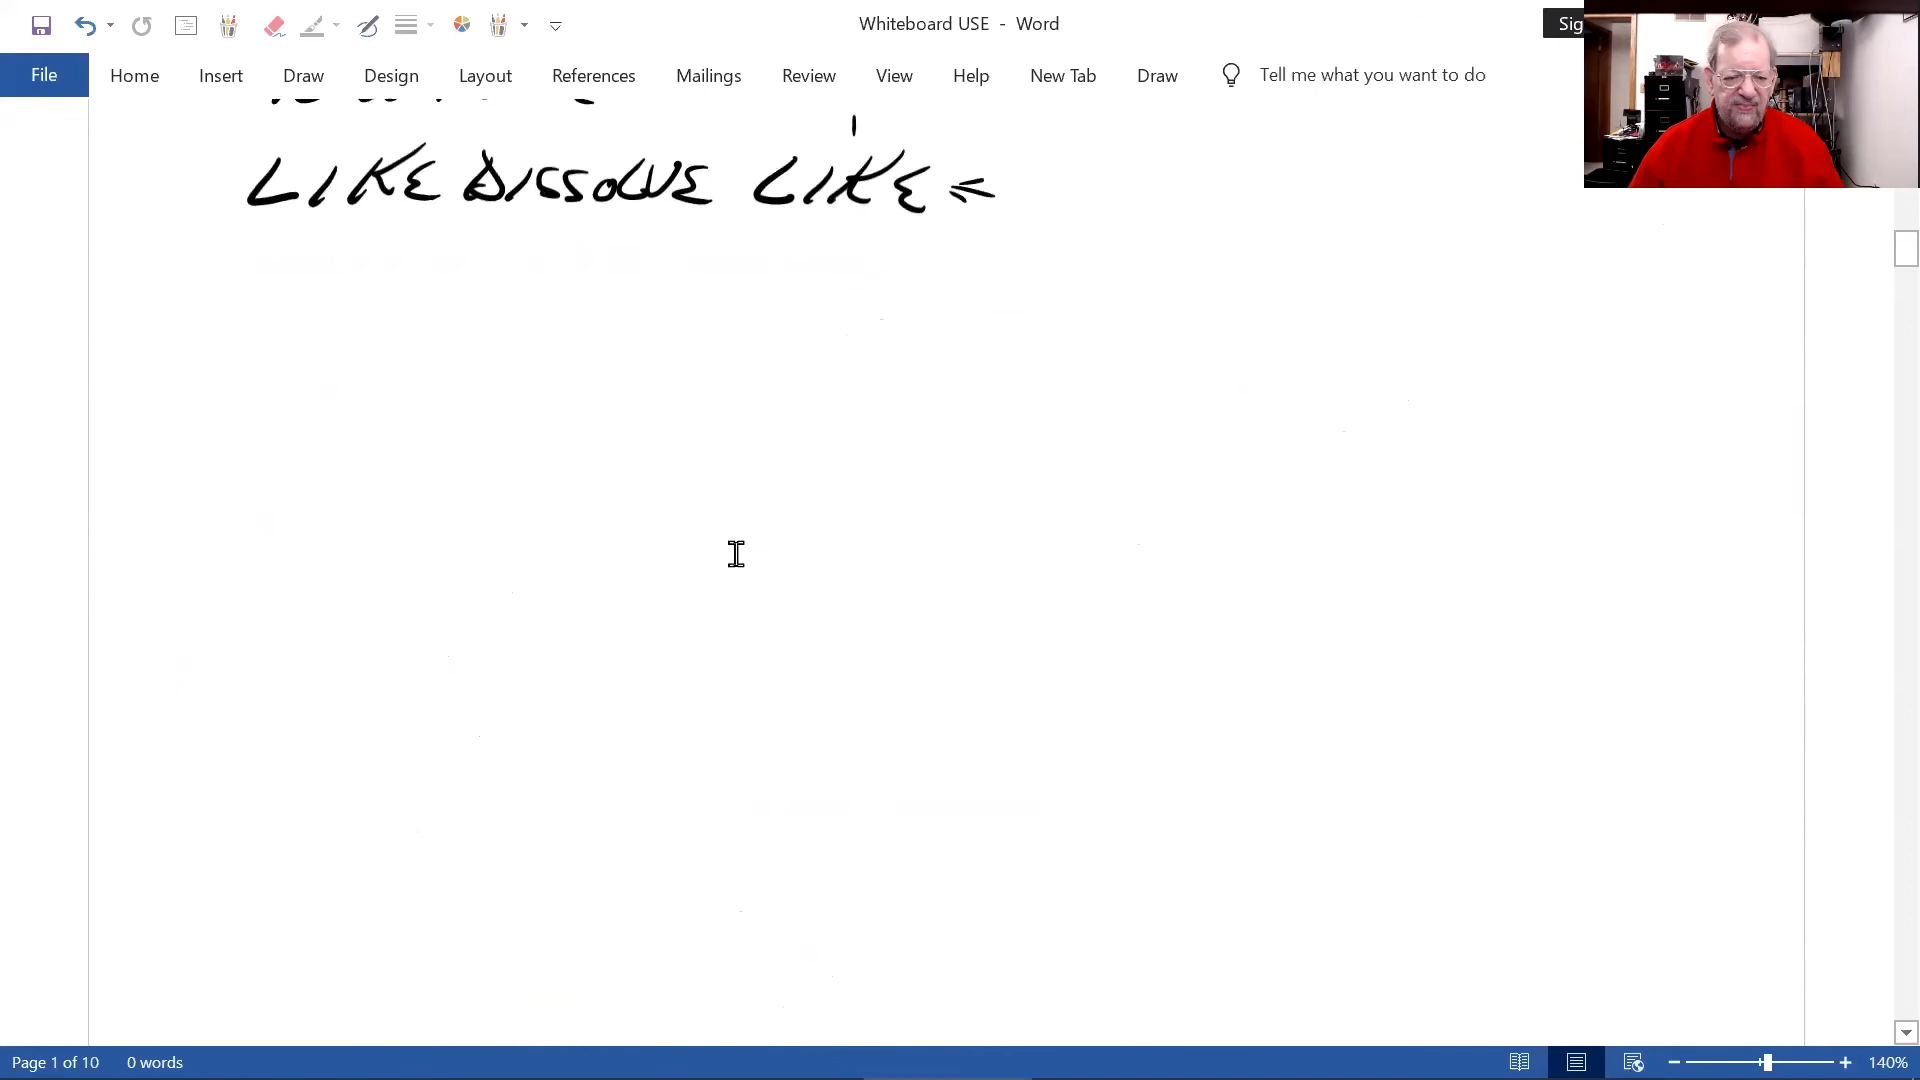 Whiteboard USE - Word
Sig
File Home Insert Draw Design Layout References Mailings Review View Help New Tab Draw Tell me what you want to do
LIKE DISSOLVE LIKE
Page 1 of 10 0 words 140%